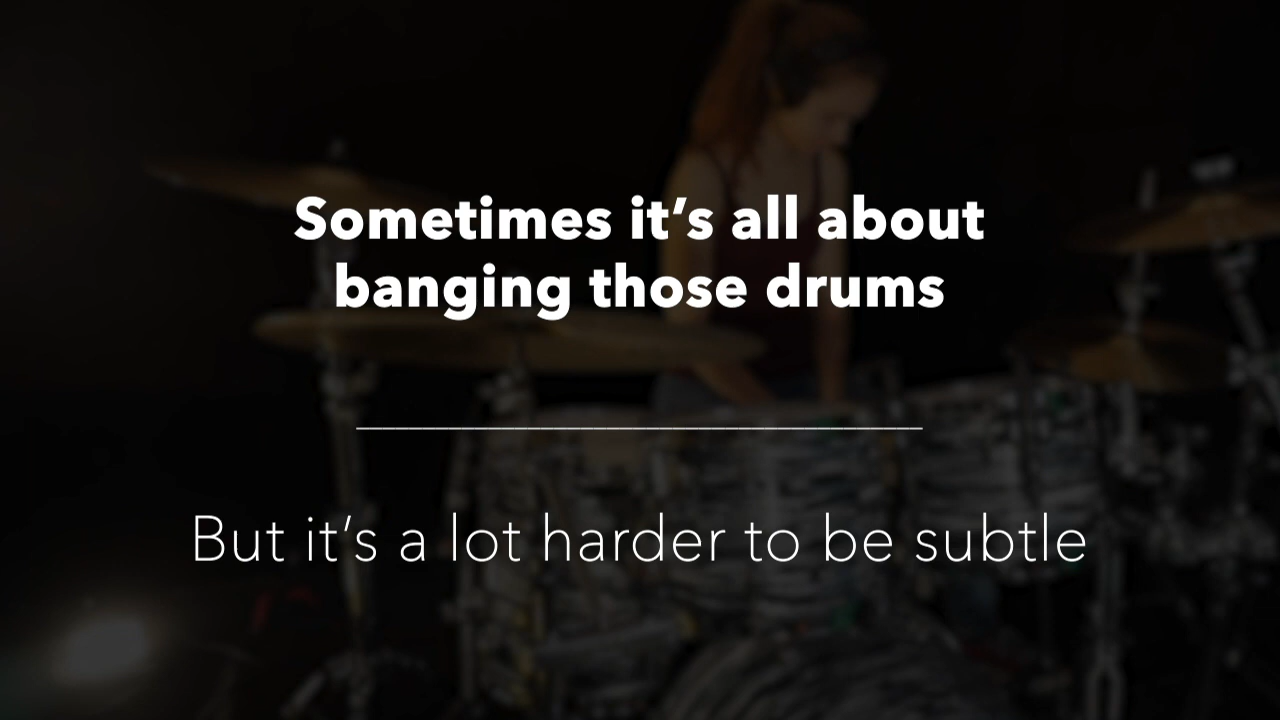 Sometimes it’s all about
banging those drums
But it’s a lot harder to be subtle